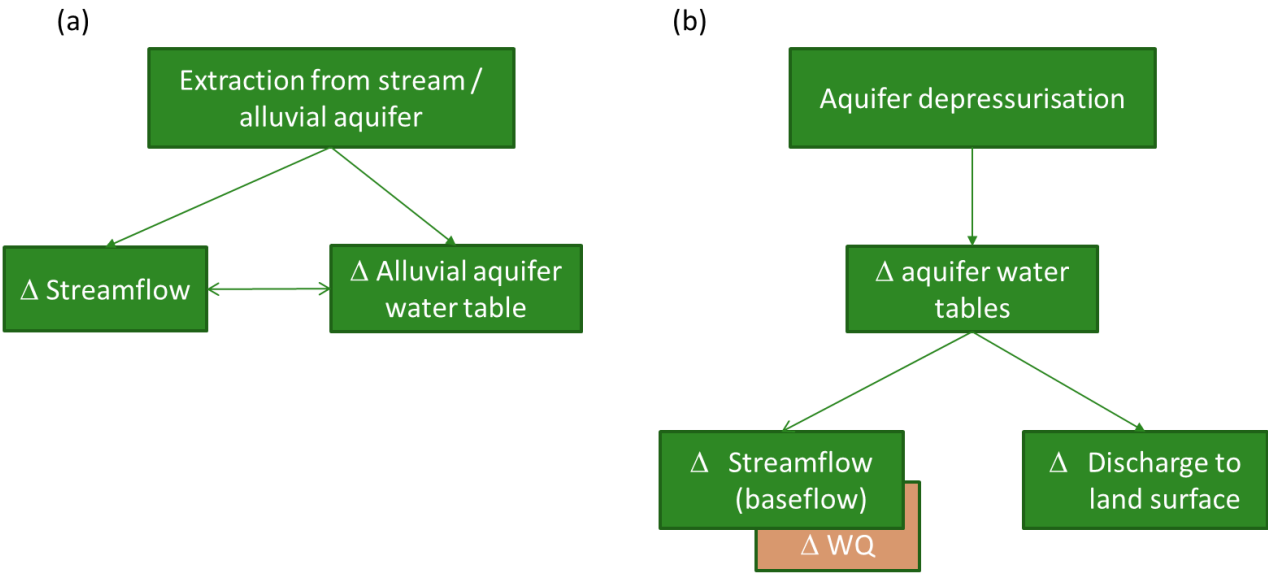 (a)
Extraction from stream /
alluvial aquifer
Δ Streamflow
Δ Alluvial aquifer
water table
(b)
Aquifer depressurisation
Δ aquifer water
tables
Δ Streamflow
(baseflow)
Δ WQ
Δ Discharge to
land surface